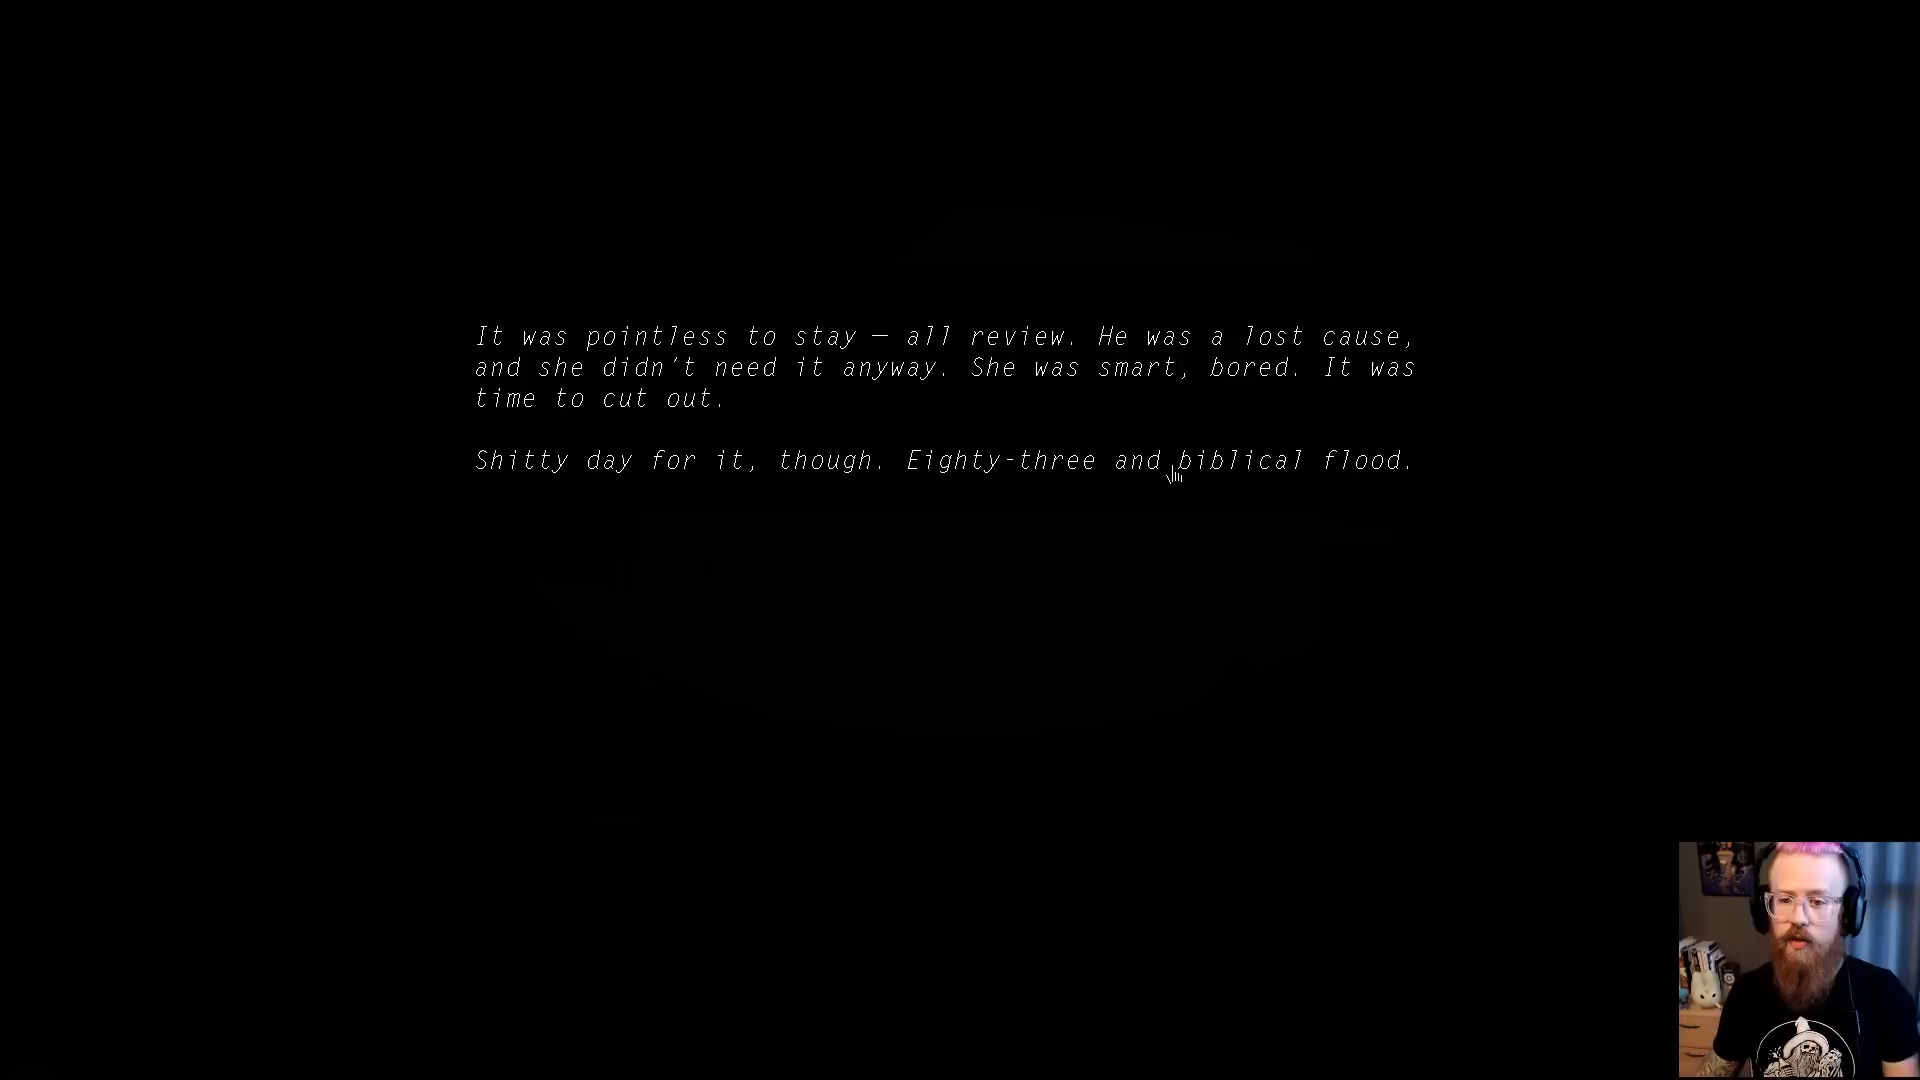 It was pointless to stay — all review. He was a lost cause,
and she didn't need it anyway. She was smart, bored. It was
time to cut out.
Shitty day for it, though. Eighty-three and biblical flood.